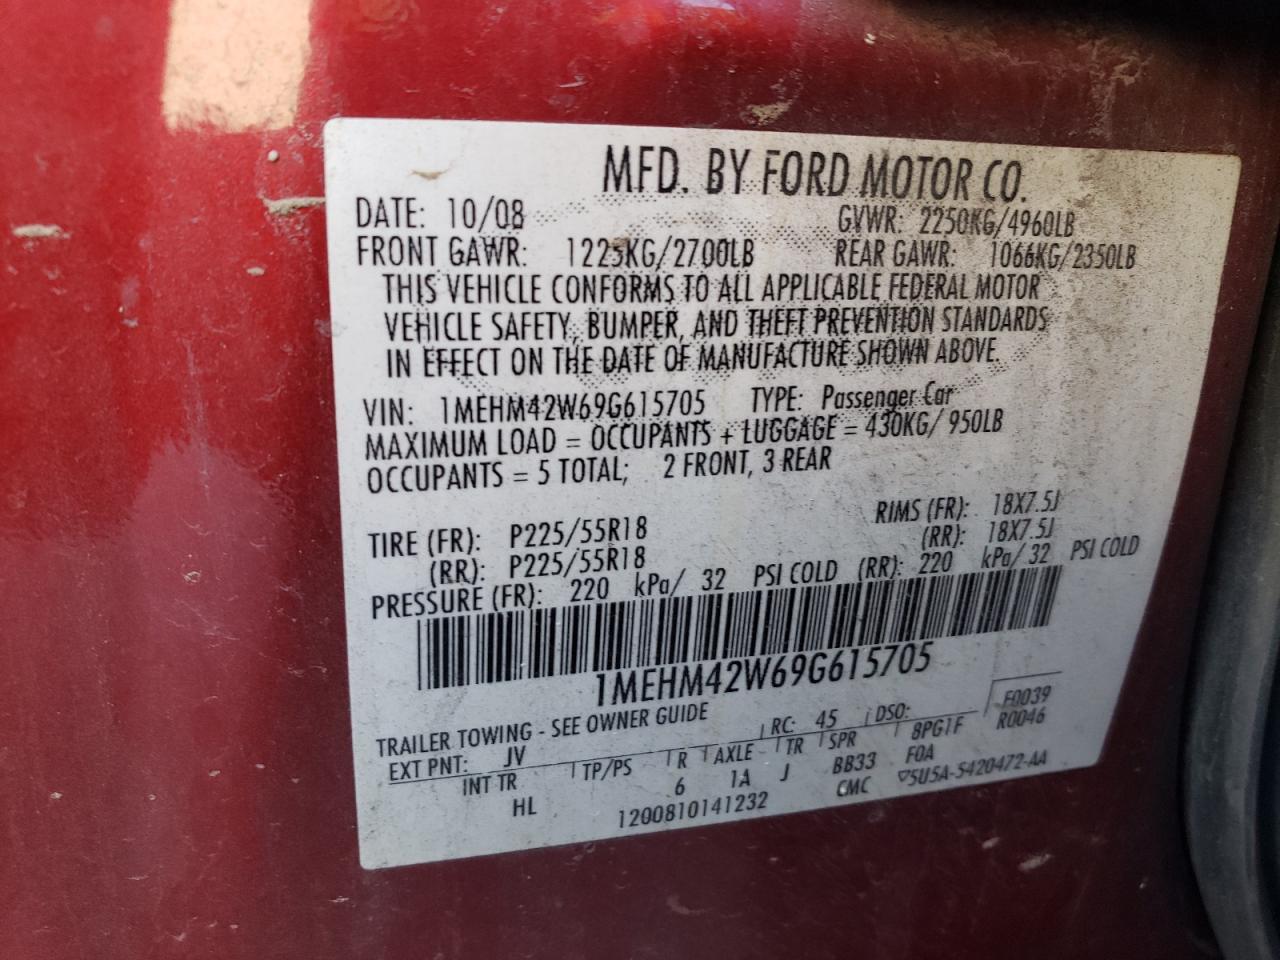 MFD. BY FORD MOTOR CO.
DATE: 10/08 GVWR: 2250KG/4960LB
FRONT GAWR: 1225KG/2700LB REAR GAWR: 1066KG/2350LB
THIS VEHICLE CONFORMS TO ALL APPLICABLE FEDERAL MOTOR
VEHICLE SAFETY, BUMPER, AND THEFT PREVENTION STANDARDS
IN EFFECT ON THE DATE OF MANUFACTURE SHOWN ABOVE.
VIN: 1MEHM42W69G615705 TYPE: Passenger Car
MAXIMUM LOAD = OCCUPANTS + LUGGAGE = 430KG/ 950LB
OCCUPANTS = 5 TOTAL; 2 FRONT, 3 REAR
TIRE (FR): P225/55R18 RIMS (FR): 18X7.5J
(RR): P225/55R18 (RR): 18X7.5J
PRESSURE (FR): 220 kPa/ 32 PSI COLD (RR): 220 kPa/ 32 PSI COLD
1MEHM42W69G615705
TRAILER TOWING - SEE OWNER GUIDE F0039
EXT PNT: JV RC: 45 DSO: R0046
INT TR TP/PS R AXLE TR SPR 8PG1F
HL 6 1A J BB33 F0A
1200810141232 CMC ▽5U5A-5420472-AA